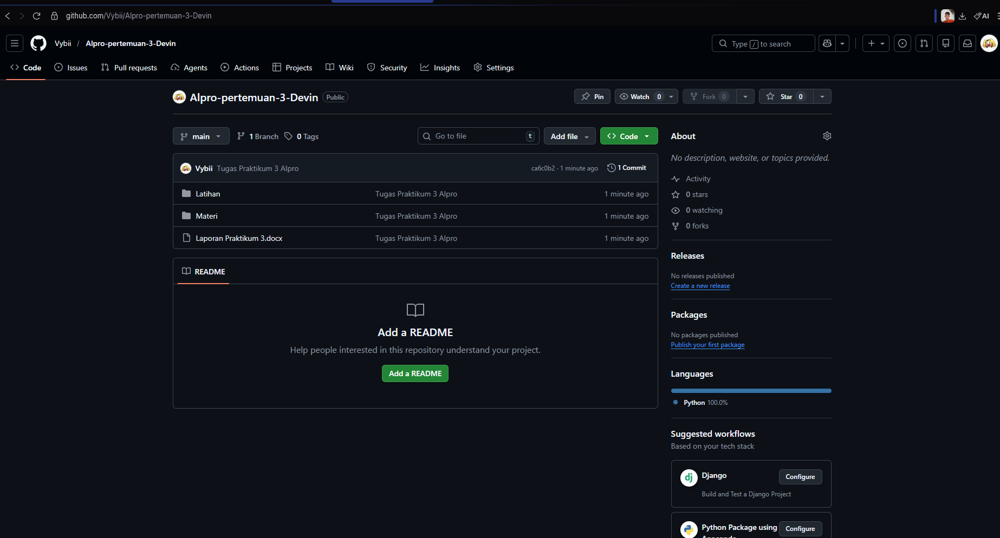 github.com/Vybii/Alpro-pertemuan-3-Devin
AI
Vybii / Alpro-pertemuan-3-Devin
Type / to search
Code Issues Pull requests Agents Actions Projects Wiki Security Insights Settings
Alpro-pertemuan-3-Devin Public
Pin Watch 0 Fork 0 Star 0
main 1 Branch 0 Tags
Go to file t Add file Code
Vybii Tugas Praktikum 3 Alpro ca6c0b2 · 1 minute ago 1 Commit
Latihan Tugas Praktikum 3 Alpro 1 minute ago
Materi Tugas Praktikum 3 Alpro 1 minute ago
Laporan Praktikum 3.docx Tugas Praktikum 3 Alpro 1 minute ago
README
Add a README
Help people interested in this repository understand your project.
Add a README
About
No description, website, or topics provided.
Activity
0 stars
0 watching
0 forks
Releases
No releases published
Create a new release
Packages
No packages published
Publish your first package
Languages
Python 100.0%
Suggested workflows
Based on your tech stack
dj Django Configure
Build and Test a Django Project
Python Package using Configure